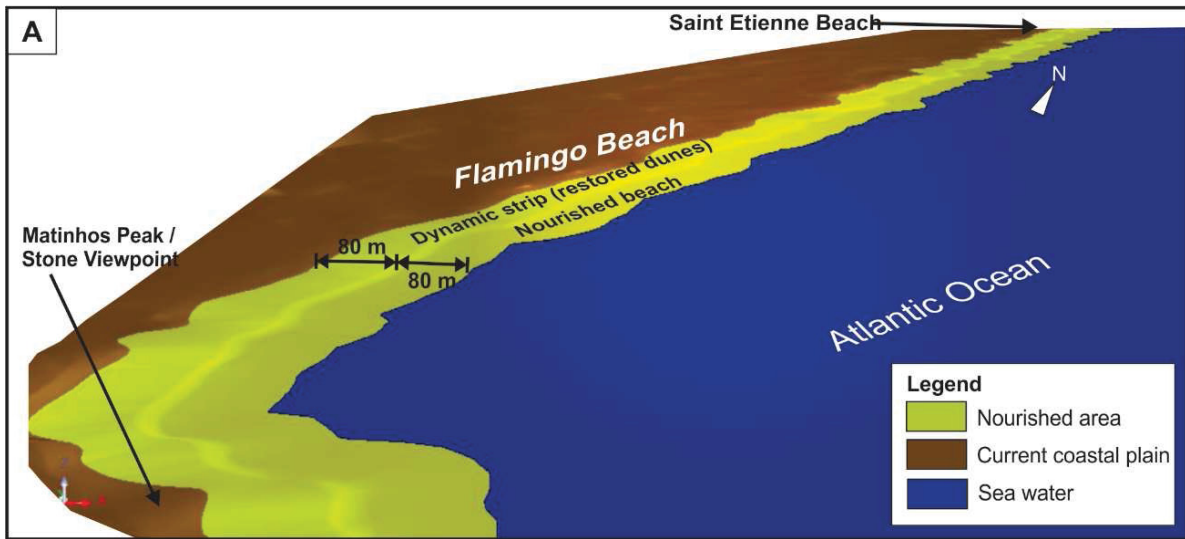 A
Saint Etienne Beach
N
Flamingo Beach
Dynamic strip (restored dunes)
Nourished beach
Matinhos Peak /
Stone Viewpoint
80 m
80 m
Atlantic Ocean
Legend
Nourished area
Current coastal plain
Sea water